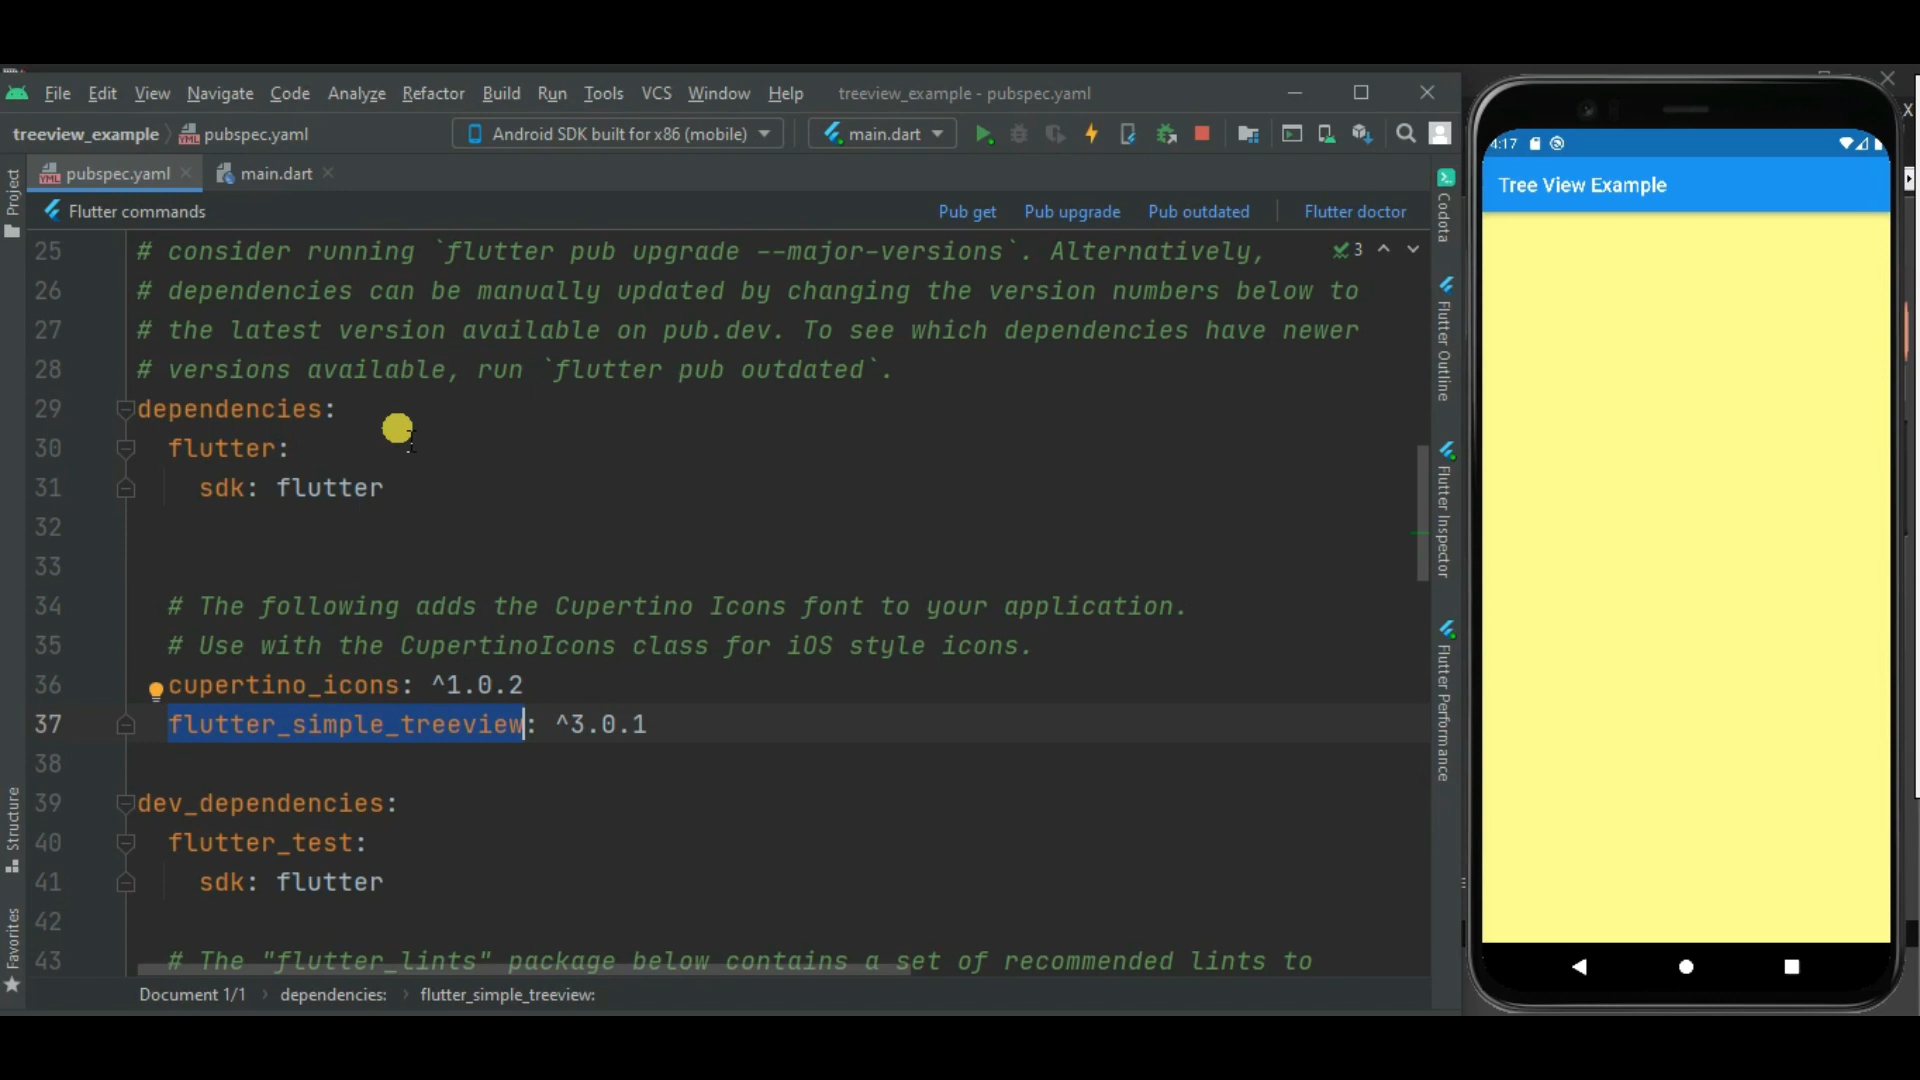 File Edit View Navigate Code Analyze Refactor Build Run Tools VCS Window Help treeview_example - pubspec.yaml
treeview_example pubspec.yaml Android SDK built for x86 (mobile) main.dart
pubspec.yaml main.dart
Flutter commands Pub get Pub upgrade Pub outdated Flutter doctor
25 # consider running `flutter pub upgrade --major-versions`. Alternatively,
3
26 # dependencies can be manually updated by changing the version numbers below to
27 # the latest version available on pub.dev. To see which dependencies have newer
28 # versions available, run `flutter pub outdated`.
29 dependencies:
30 flutter:
31 sdk: flutter
32
33
34 # The following adds the Cupertino Icons font to your application.
35 # Use with the CupertinoIcons class for iOS style icons.
36 cupertino_icons: ^1.0.2
37 flutter_simple_treeview: ^3.0.1
38
39 dev_dependencies:
40 flutter_test:
41 sdk: flutter
42
43 # The "flutter_lints" package below contains a set of recommended lints to
Document 1/1 dependencies: flutter_simple_treeview:
Project
Structure
Favorites
Codota
Flutter Outline
Flutter Inspector
Flutter Performance
4:17
Tree View Example